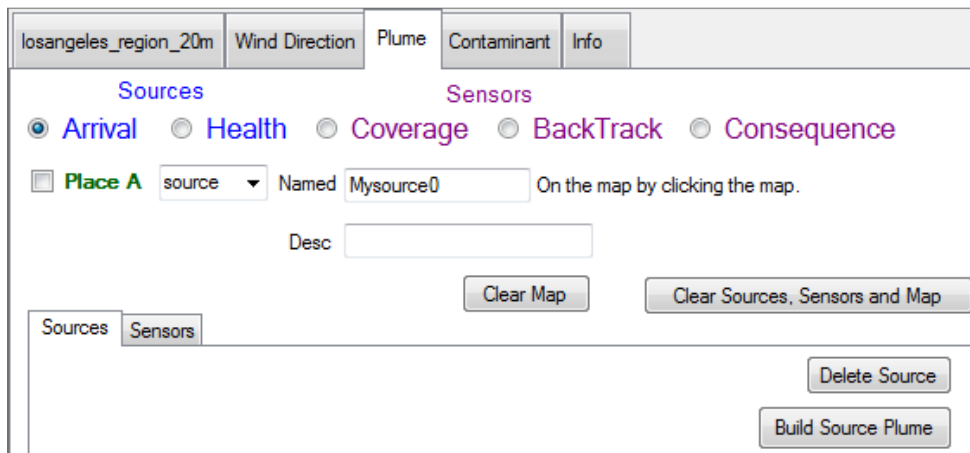 losangeles_region_20m Wind Direction Plume Contaminant Info
Sources Sensors
Arrival Health Coverage BackTrack Consequence
Place A source Named Mysource0 On the map by clicking the map.
Desc
Clear Map Clear Sources, Sensors and Map
Sources Sensors
Delete Source
Build Source Plume